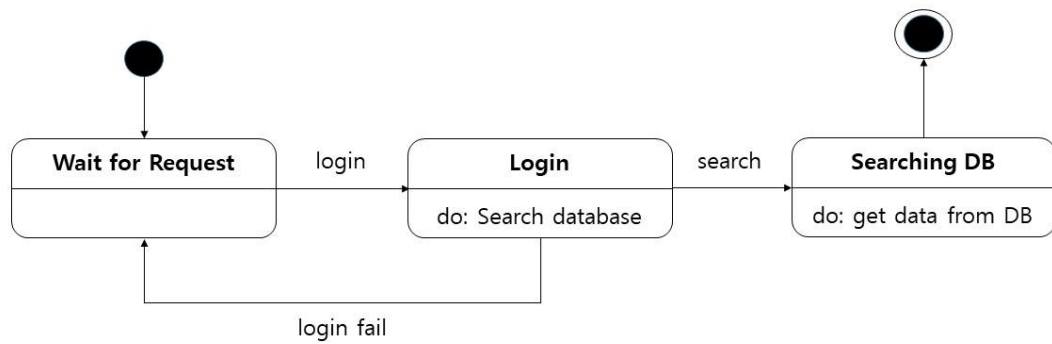 Wait for Request
login
Login
search
Searching DB
do: Search database
do: get data from DB
login fail